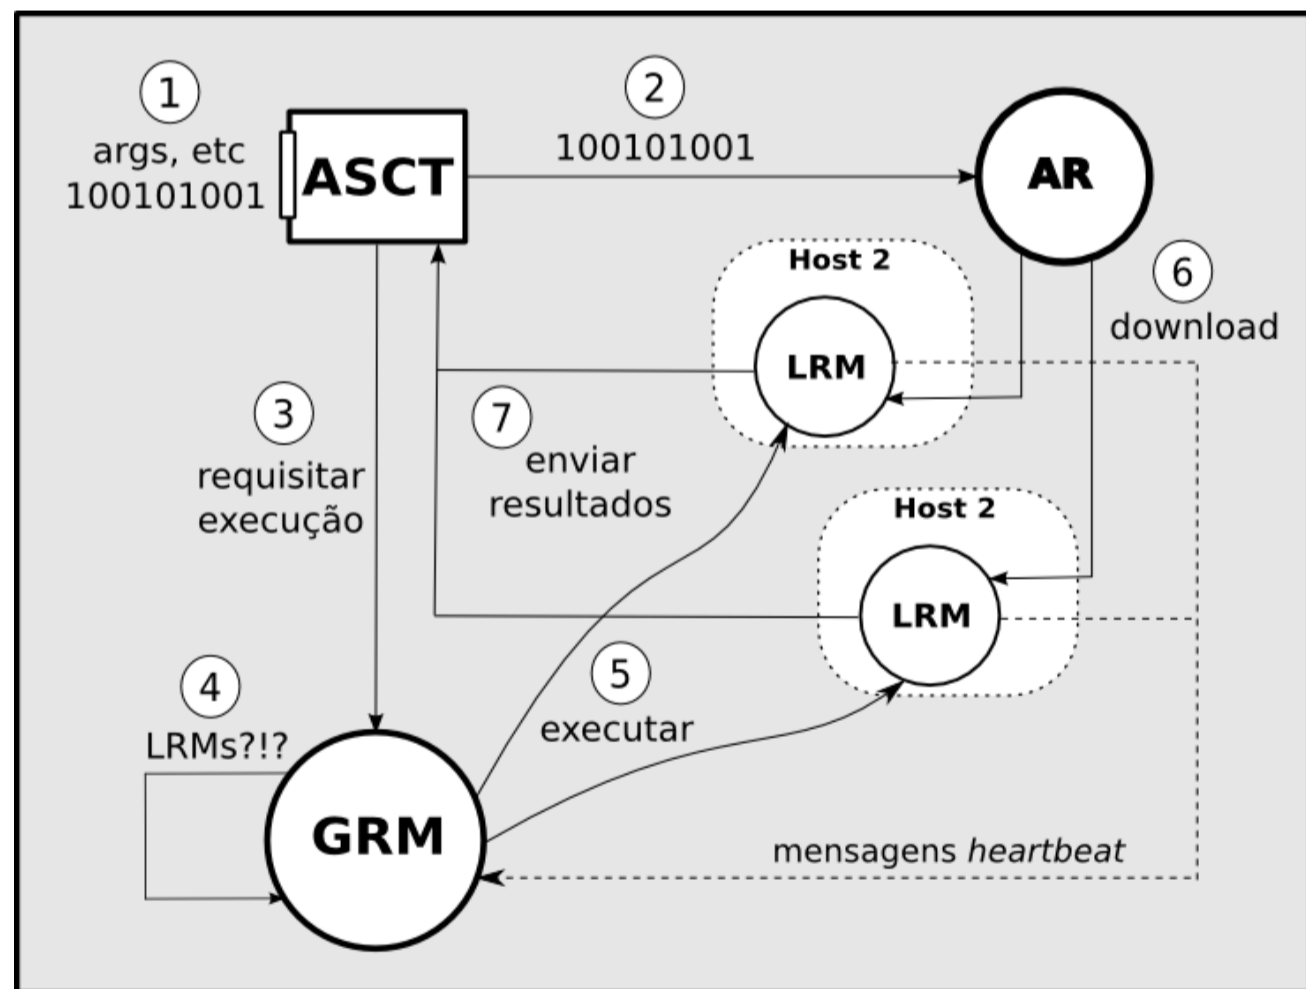 1
args, etc
100101001
ASCT
2
100101001
AR
Host 2
LRM
6
download
3
requisitar
execução
7
enviar
resultados
Host 2
LRM
4
LRMs?!?
5
executar
GRM
mensagens heartbeat